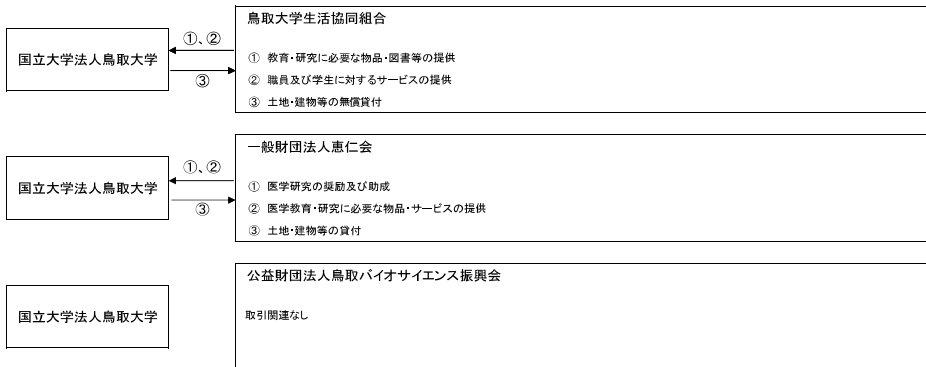 鳥取大学生活協同組合
①、②
国立大学法人鳥取大学
③
① 教育・研究に必要な物品・図書等の提供
② 職員及び学生に対するサービスの提供
③ 土地・建物等の無償貸付
一般財団法人恵仁会
①、②
国立大学法人鳥取大学
③
① 医学研究の奨励及び助成
② 医学教育・研究に必要な物品・サービスの提供
③ 土地・建物等の貸付
公益財団法人鳥取バイオサイエンス振興会
国立大学法人鳥取大学
取引関連なし